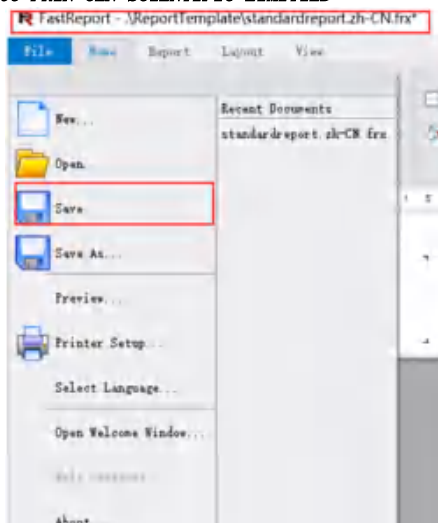 FastReport - .\ReportTemplate\standardreport.zh-CN.frx*
File Home Report Layout View
Recent Documents
New...
standardreport.zh-CN frx
Open
Save
Save As...
Preview...
Printer Setup...
Select Language...
Open Welcome Window...
About